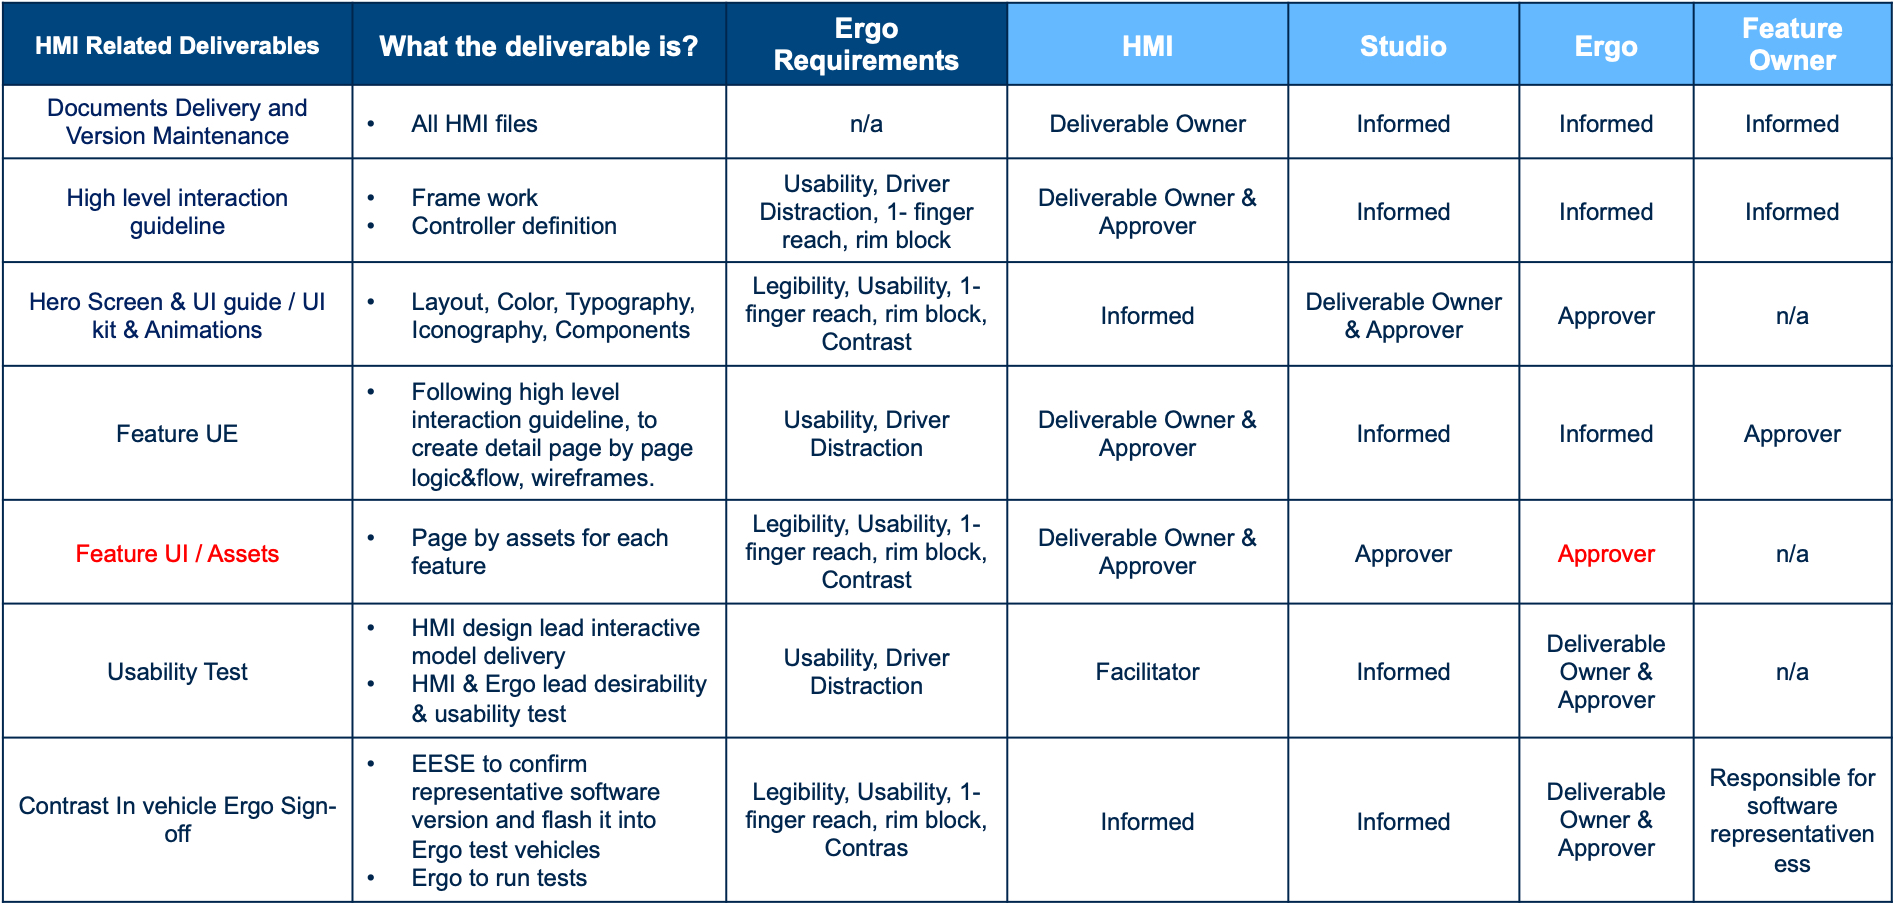 HMI Related Deliverables
What the deliverable is?
Ergo
Requirements
HMI
Studio
Ergo
Feature
Owner
Documents Delivery and
Version Maintenance
• All HMI files
n/a
Deliverable Owner
Informed
Informed
Informed
High level interaction
guideline
• Frame work
• Controller definition
Usability, Driver
Distraction, 1- finger
reach, rim block
Deliverable Owner &
Approver
Informed
Informed
Informed
Hero Screen & UI guide / UI
kit & Animations
• Layout, Color, Typography,
Iconography, Components
Legibility, Usability, 1-
finger reach, rim block,
Contrast
Informed
Deliverable Owner
& Approver
Approver
n/a
Feature UE
• Following high level
interaction guideline, to
create detail page by page
logic&flow, wireframes.
Usability, Driver
Distraction
Deliverable Owner &
Approver
Informed
Informed
Approver
Feature UI / Assets
• Page by assets for each
feature
Legibility, Usability, 1-
finger reach, rim block,
Contrast
Deliverable Owner &
Approver
Approver
Approver
n/a
Usability Test
• HMI design lead interactive
model delivery
• HMI & Ergo lead desirability
& usability test
Usability, Driver
Distraction
Facilitator
Informed
Deliverable
Owner &
Approver
n/a
Contrast In vehicle Ergo Sign-
off
• EESE to confirm
representative software
version and flash it into
Ergo test vehicles
• Ergo to run tests
Legibility, Usability, 1-
finger reach, rim block,
Contras
Informed
Informed
Deliverable
Owner &
Approver
Responsible for
software
representativen
ess